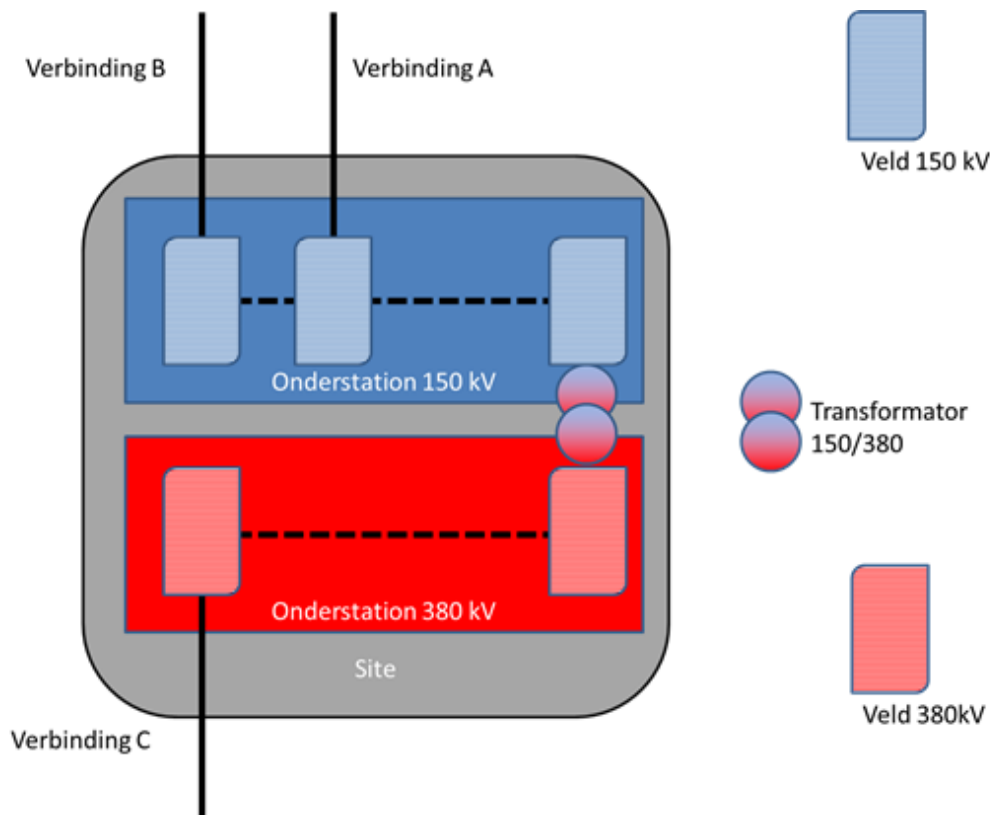 Verbinding B
Verbinding A
Veld 150 kV
Onderstation 150 kV
Transformator
150/380
Onderstation 380 kV
Site
Veld 380kV
Verbinding C